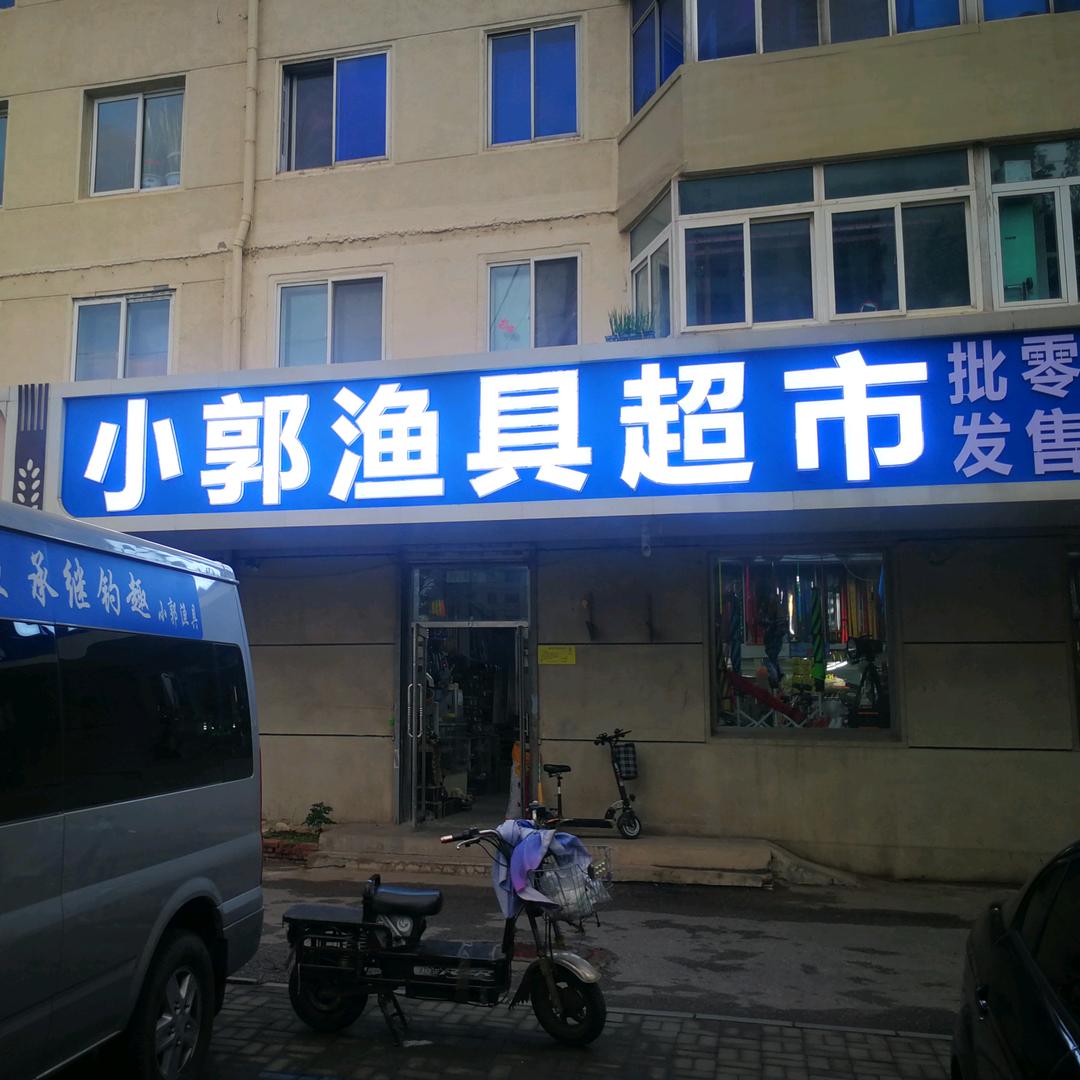 小郭渔具超市
批零
发售
承继钓趣 小郭渔具